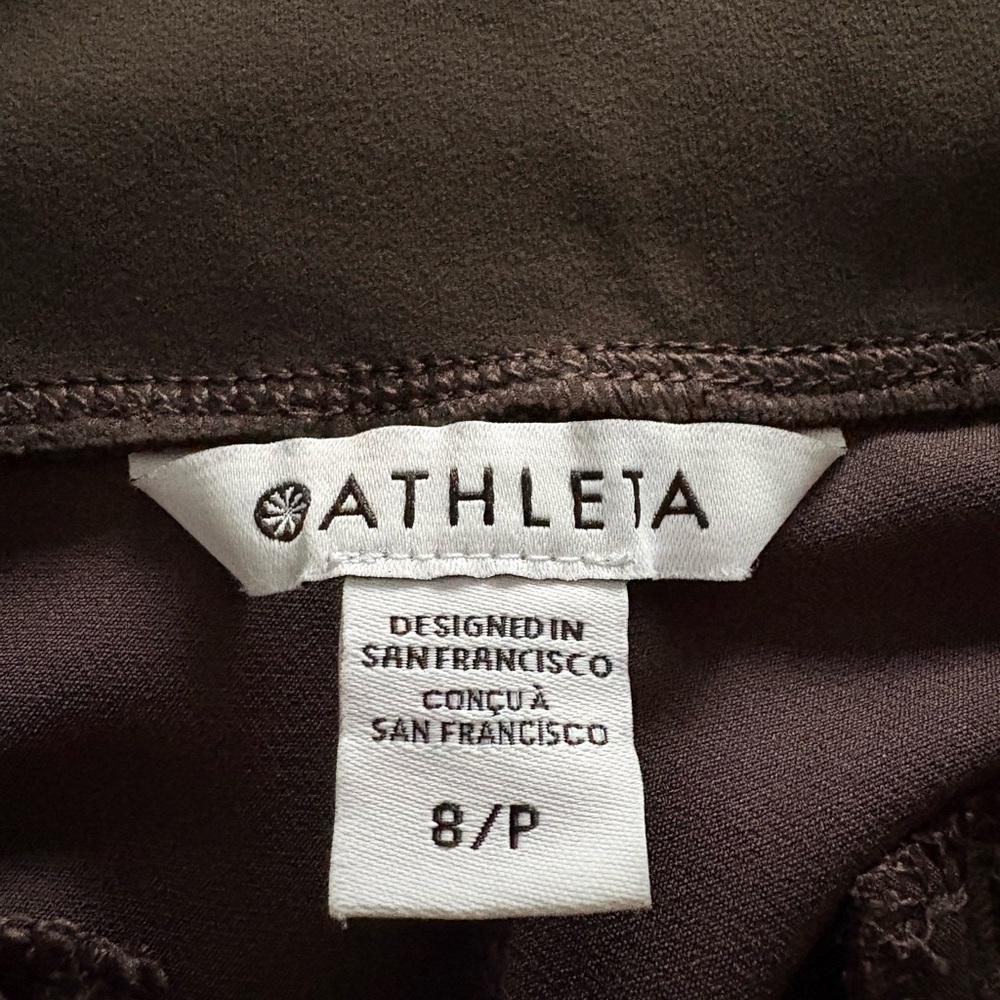 ATHLETA
DESIGNED IN
SAN FRANCISCO
CONÇU À
SAN FRANCISCO
8/P